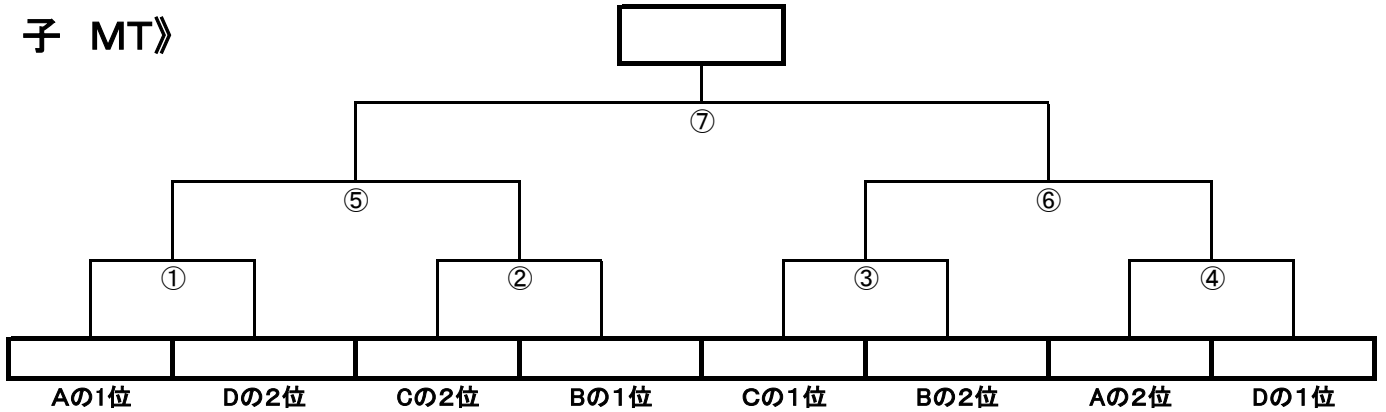 子　MT》
⑦
⑤ ⑥
① ② ③ ④
Aの1位 Dの2位 Cの2位 Bの1位 Cの1位 Bの2位 Aの2位 Dの1位